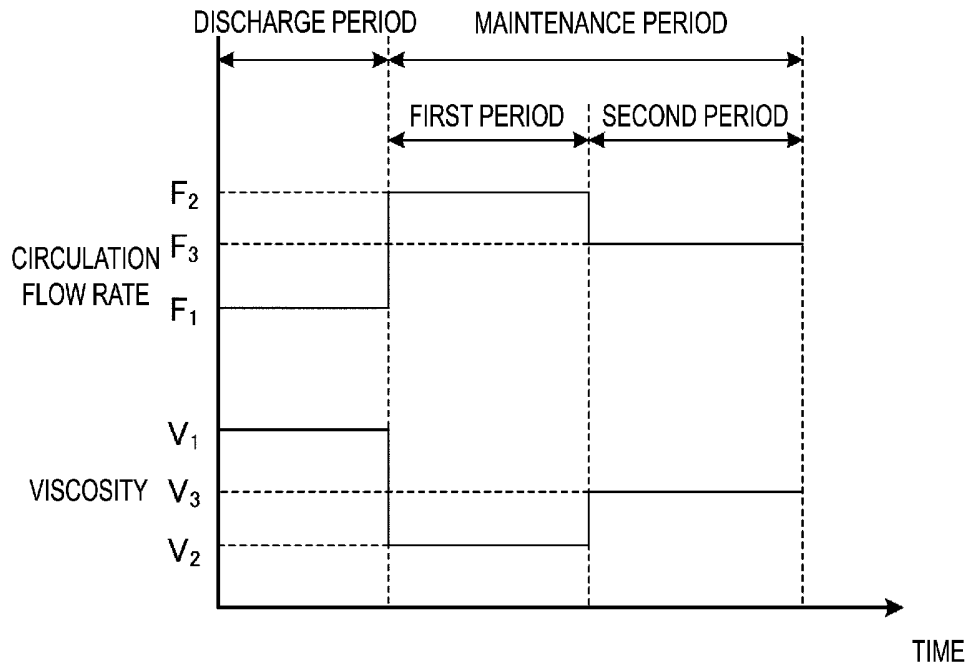 DISCHARGE PERIOD
MAINTENANCE PERIOD
FIRST PERIOD
SECOND PERIOD
F₂
F₃
CIRCULATION
FLOW RATE
F₁
V₁
VISCOSITY
V₃
V₂
TIME